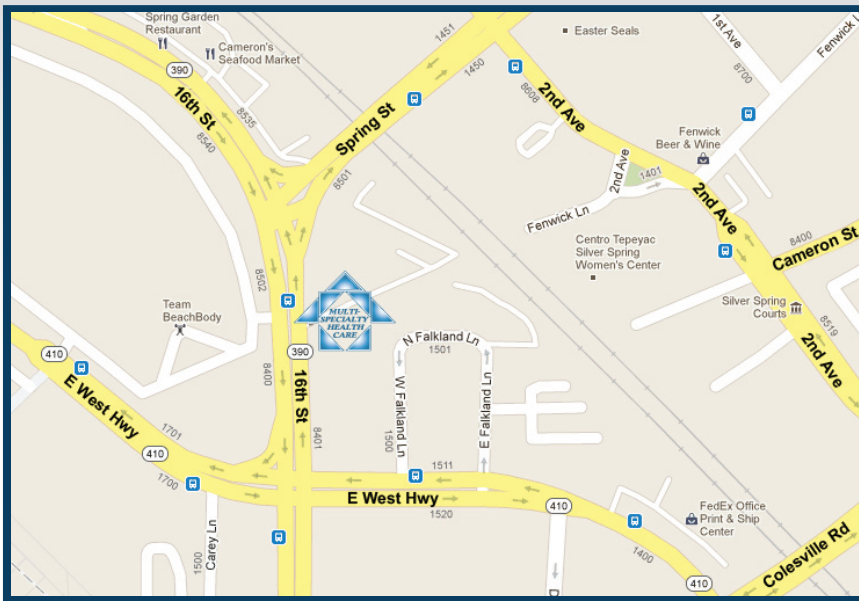 Spring Garden
Restaurant
Cameron's
Seafood Market
390
16th St
8535
8540
1451
1450
Spring St
8501
Easter Seals
8608
2nd Ave
1st Ave
8700
Fenwick Ln
Fenwick
Beer & Wine
1401
2nd Ave
Fenwick Ln
2nd Ave
Cameron St
8400
Centro Tepeyac
Silver Spring
Women's Center
Silver Spring
Courts
8519
2nd Ave
8502
Team
BeachBody
MULTI-
SPECIALTY
HEALTH
CARE
390
8400
16th St
8401
410
E West Hwy
1701
410
1700
N Falkland Ln
1501
W Falkland Ln
1500
E Falkland Ln
1511
E West Hwy
1520
410
1400
Carey Ln
1500
D
FedEx Office
Print & Ship
Center
410
Colesville Rd